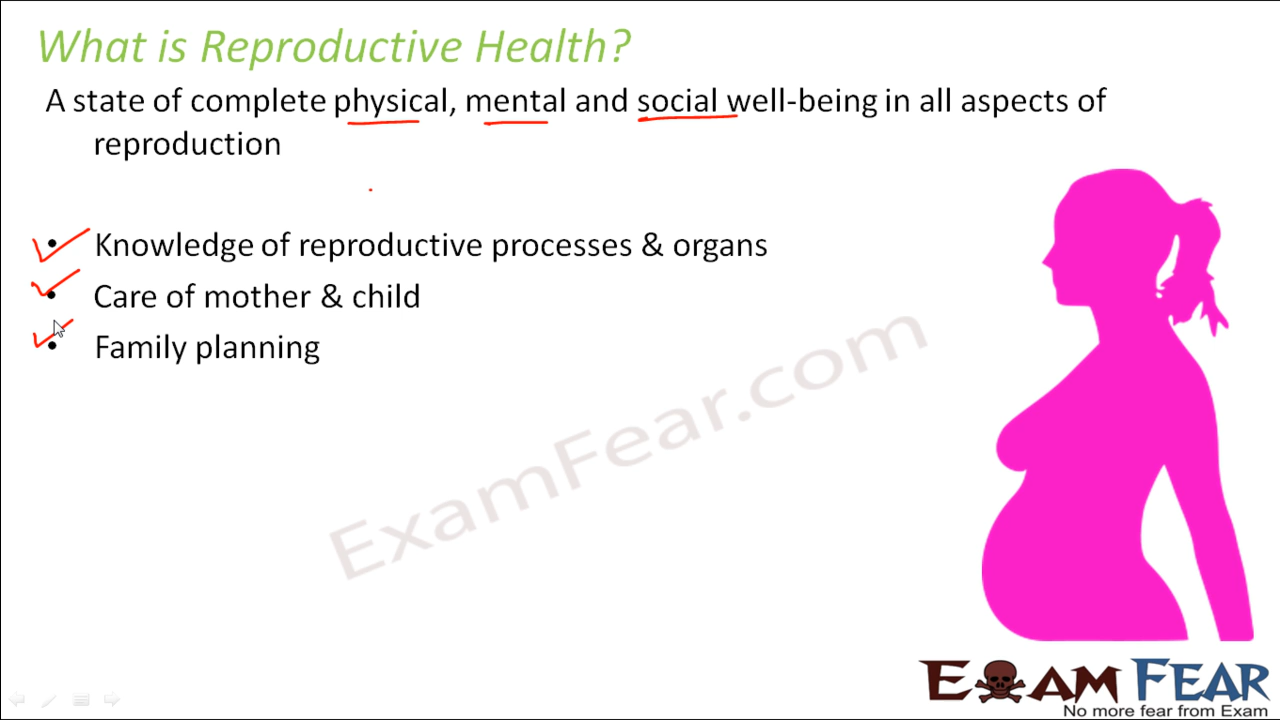 What is Reproductive Health?
A state of complete physical, mental and social well-being in all aspects of
reproduction
• Knowledge of reproductive processes & organs
• Care of mother & child
• Family planning
ExamFear.com
EXAM FEAR
No more fear from Exam